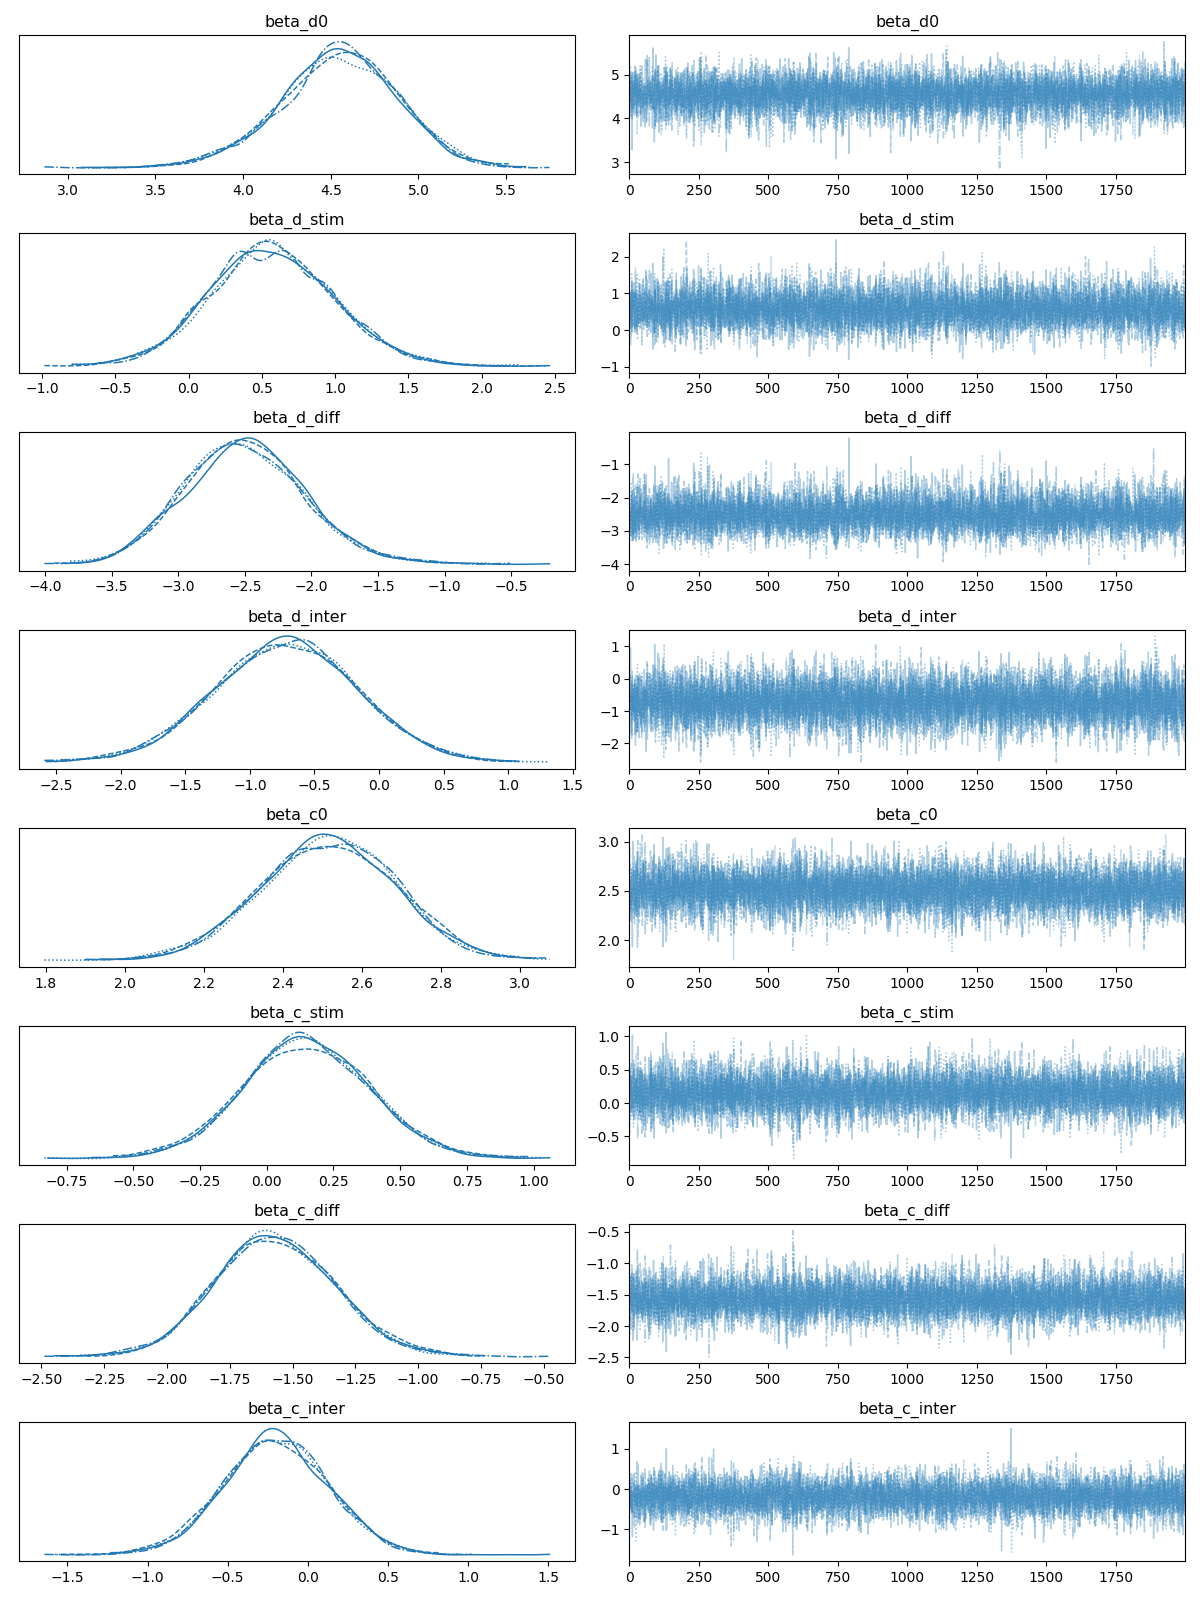 beta_d0 beta_d0
5
4
3
3.0 3.5 4.0 4.5 5.0 5.5 0 250 500 750 1000 1250 1500 1750
beta_d_stim beta_d_stim
2
1
0
−1
−1.0 −0.5 0.0 0.5 1.0 1.5 2.0 2.5 0 250 500 750 1000 1250 1500 1750
beta_d_diff beta_d_diff
−1
−2
−3
−4
−4.0 −3.5 −3.0 −2.5 −2.0 −1.5 −1.0 −0.5 0 250 500 750 1000 1250 1500 1750
beta_d_inter beta_d_inter
1
0
−1
−2
−2.5 −2.0 −1.5 −1.0 −0.5 0.0 0.5 1.0 1.5 0 250 500 750 1000 1250 1500 1750
beta_c0 beta_c0
3.0
2.5
2.0
1.8 2.0 2.2 2.4 2.6 2.8 3.0 0 250 500 750 1000 1250 1500 1750
beta_c_stim beta_c_stim
1.0
0.5
0.0
−0.5
−0.75 −0.50 −0.25 0.00 0.25 0.50 0.75 1.00 0 250 500 750 1000 1250 1500 1750
beta_c_diff beta_c_diff
−0.5
−1.0
−1.5
−2.0
−2.5
−2.50 −2.25 −2.00 −1.75 −1.50 −1.25 −1.00 −0.75 −0.50 0 250 500 750 1000 1250 1500 1750
beta_c_inter beta_c_inter
1
0
−1
−1.5 −1.0 −0.5 0.0 0.5 1.0 1.5 0 250 500 750 1000 1250 1500 1750